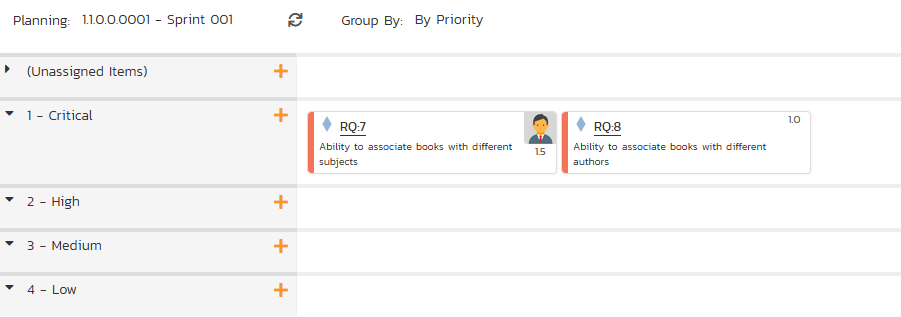 Planning: 1.1.0.0.0001 - Sprint 001 Group By: By Priority
(Unassigned Items)
1 - Critical
RQ:7
1.5
Ability to associate books with different
subjects
RQ:8
1.0
Ability to associate books with different
authors
2 - High
3 - Medium
4 - Low